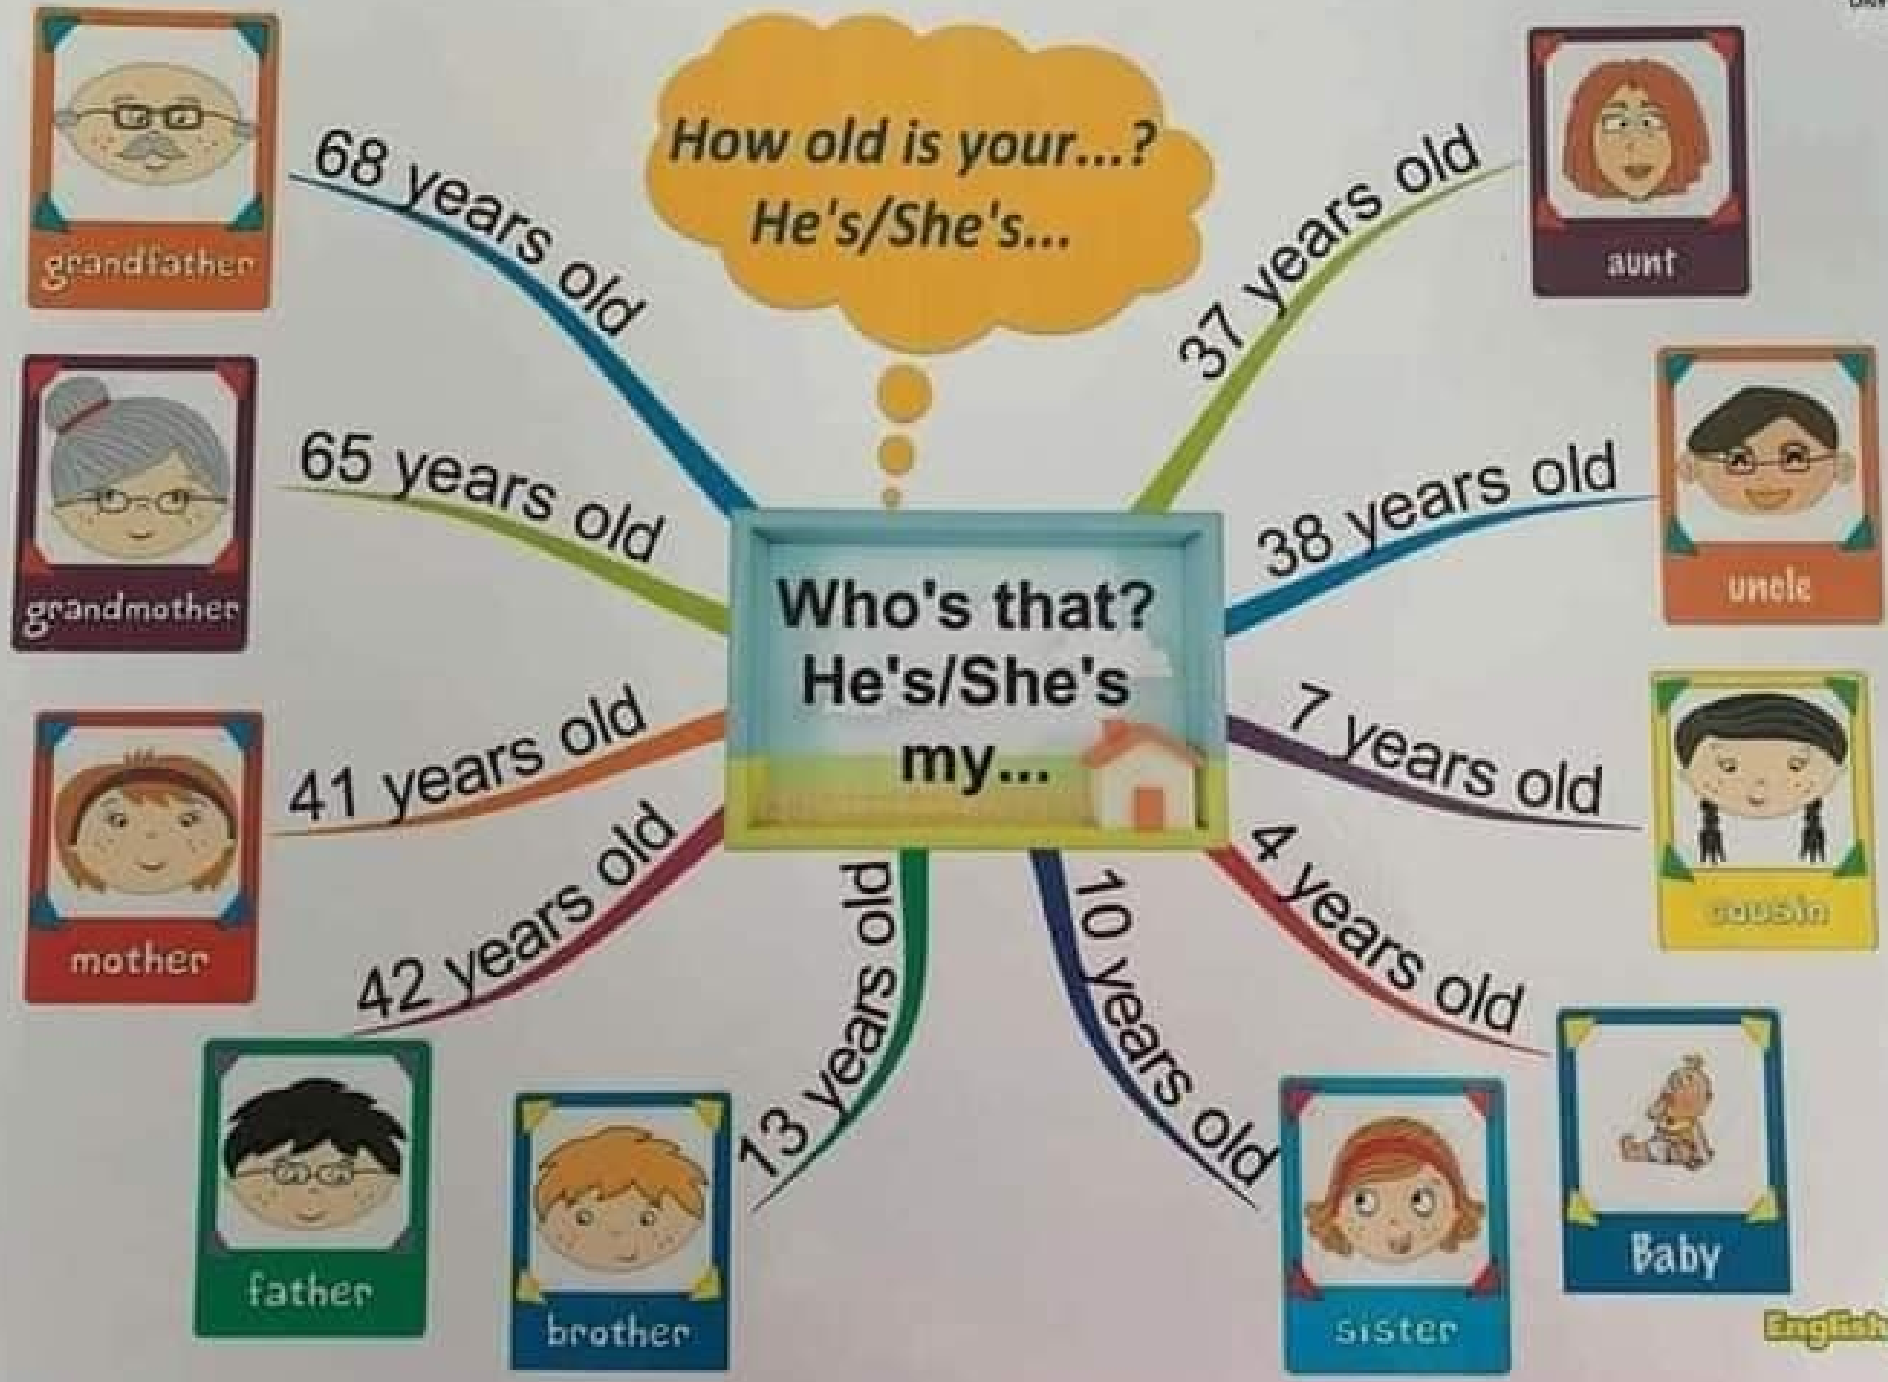 How old is your...?
He's/She's...
Who's that?
He's/She's
my...
68 years old
grandfather
65 years old
grandmother
41 years old
mother
42 years old
father
13 years old
brother
10 years old
sister
4 years old
Baby
7 years old
cousin
38 years old
uncle
37 years old
aunt
English